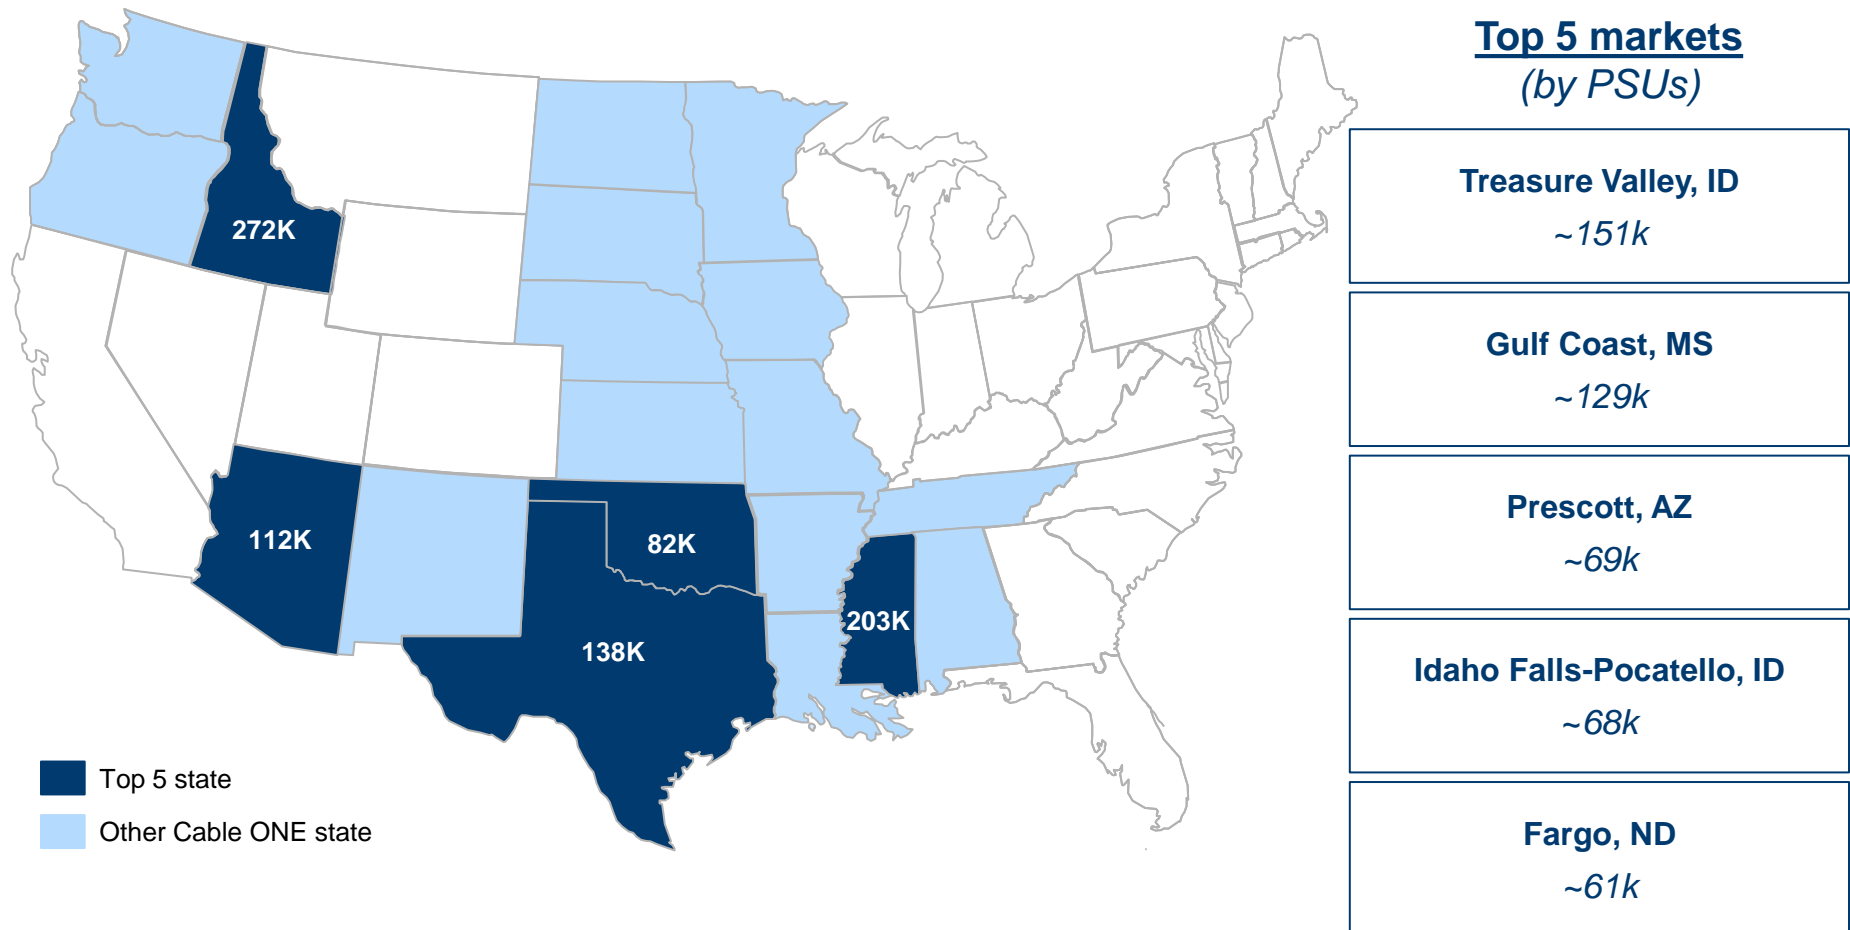 Top 5 markets
(by PSUs)
Treasure Valley, ID
~151k
Gulf Coast, MS
~129k
Prescott, AZ
~69k
Idaho Falls-Pocatello, ID
~68k
Fargo, ND
~61k
272K
112K
82K
203K
138K
Top 5 state
Other Cable ONE state